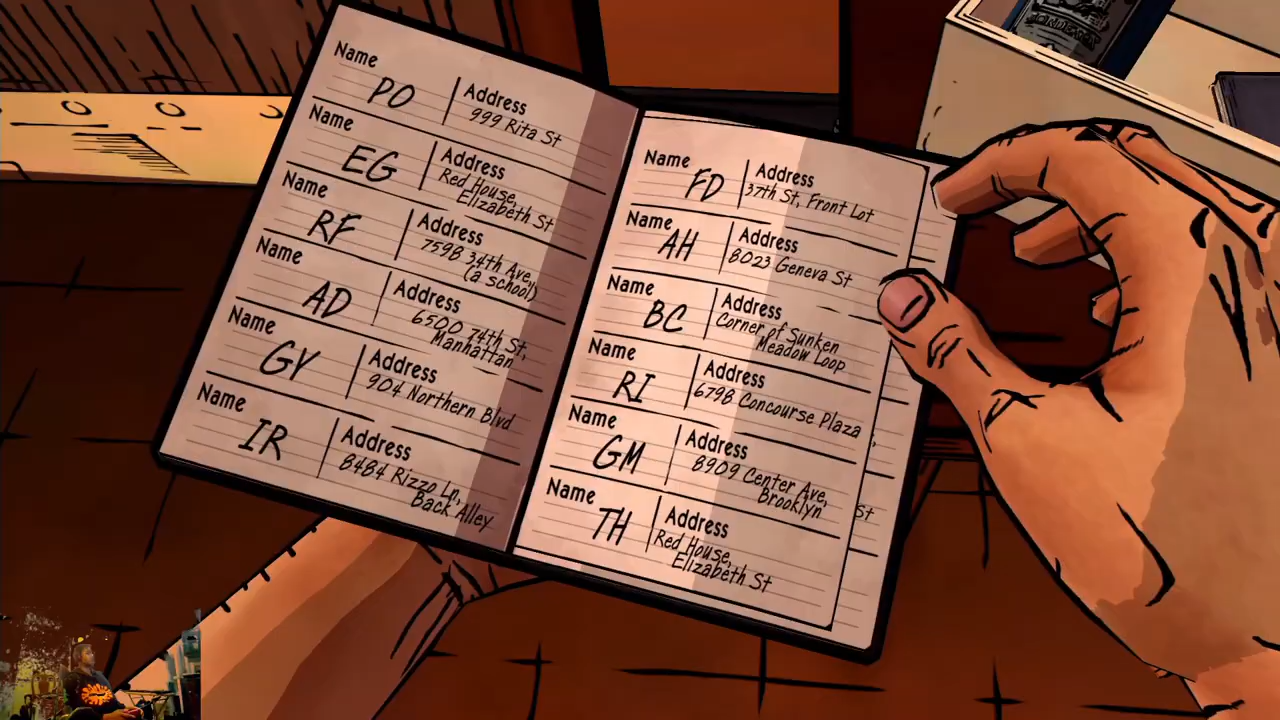 Name PO Address
999 Rita St
Name EG Address
Red House,
Elizabeth St
Name RF Address
7598 34th Ave,
(a school)
Name AD Address
6500 74th St,
Manhattan
Name GY Address
904 Northern Blvd
Name IR Address
8484 Rizzo Ln,
Back Alley
Name FD Address
37th St, Front Lot
Name AH Address
8023 Geneva St
Name BC Address
Corner of Sunken
Meadow Loop
Name RI Address
6798 Concourse Plaza
Name GM Address
8909 Center Ave,
Brooklyn
St
Name TH Address
Red House,
Elizabeth St